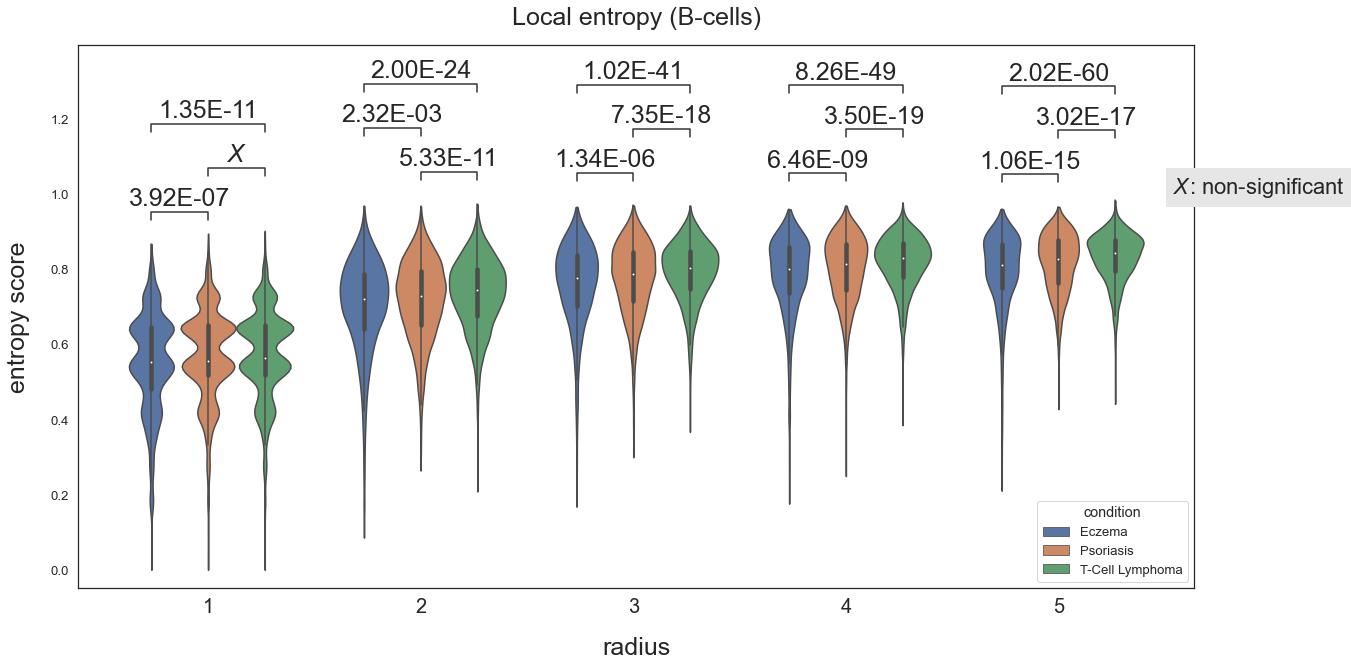 Local entropy (B-cells)
2.00E-24
1.02E-41
8.26E-49
2.02E-60
1.35E-11
2.32E-03
7.35E-18
3.50E-19
3.02E-17
X
5.33E-11
1.34E-06
6.46E-09
1.06E-15
3.92E-07
X: non-significant
entropy score
1.2
1.0
0.8
0.6
0.4
0.2
0.0
condition
Eczema
Psoriasis
T-Cell Lymphoma
1 2 3 4 5
radius